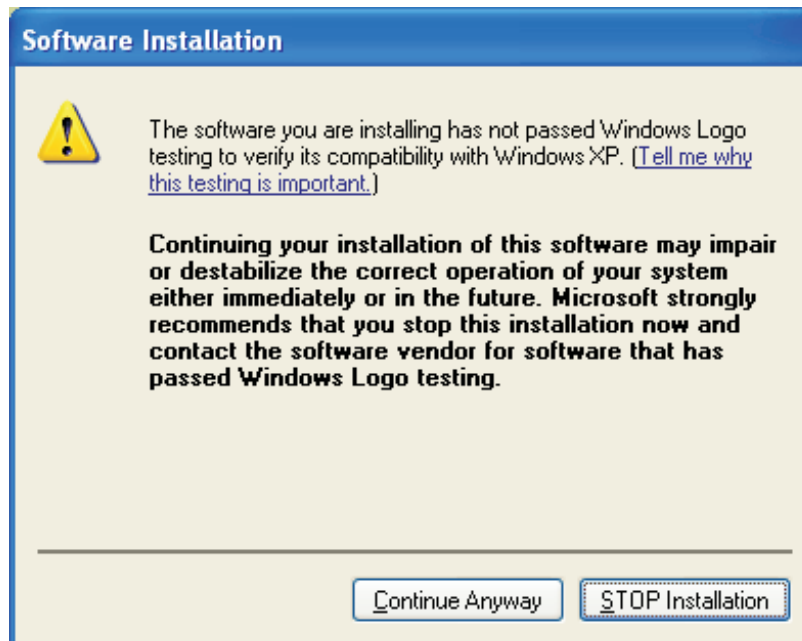 Software Installation
The software you are installing has not passed Windows Logo
testing to verify its compatibility with Windows XP. (Tell me why
this testing is important.)
Continuing your installation of this software may impair
or destabilize the correct operation of your system
either immediately or in the future. Microsoft strongly
recommends that you stop this installation now and
contact the software vendor for software that has
passed Windows Logo testing.
Continue Anyway
STOP Installation